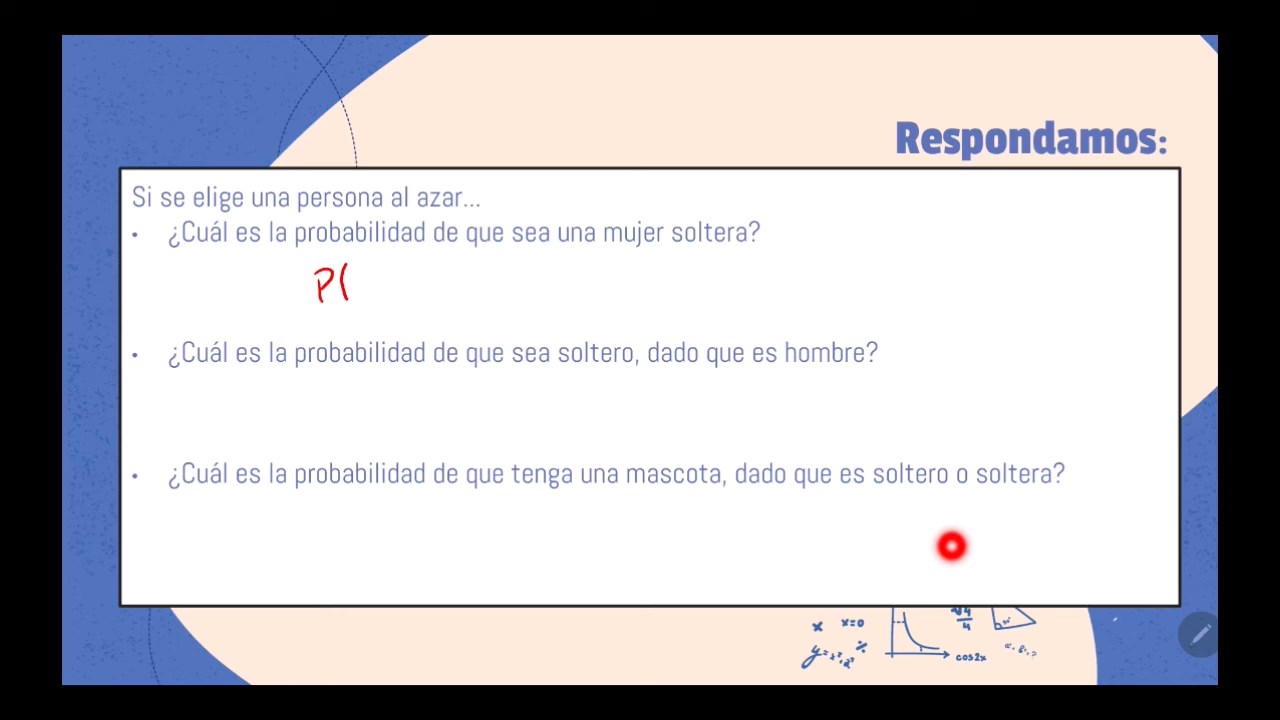 Respondamos:
Si se elige una persona al azar...
• ¿Cuál es la probabilidad de que sea una mujer soltera?
P(
• ¿Cuál es la probabilidad de que sea soltero, dado que es hombre?
• ¿Cuál es la probabilidad de que tenga una mascota, dado que es soltero o soltera?
x x=0
cos2x